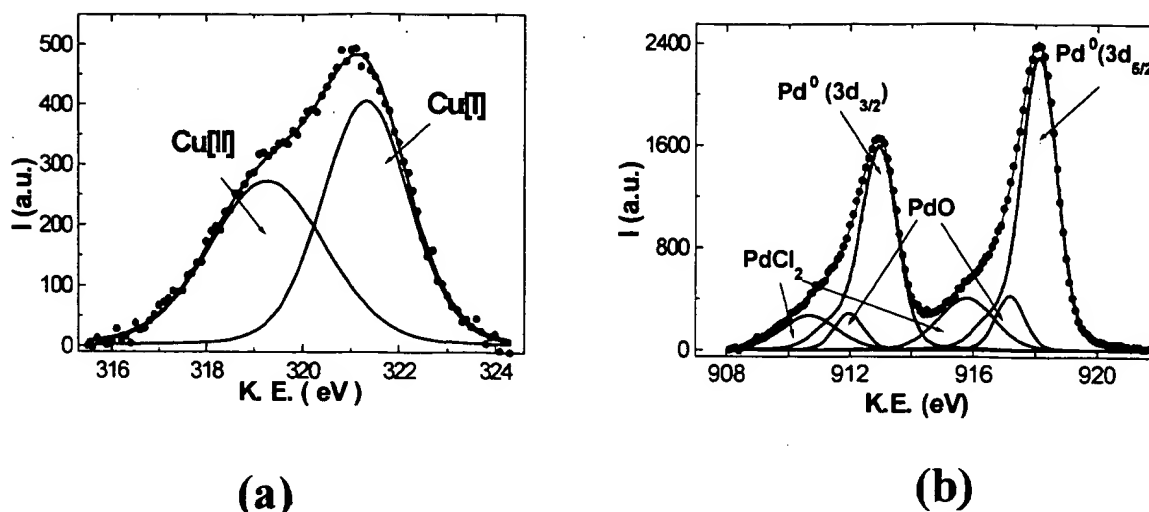 500
400
300
200
100
0
I (a.u.)
Cu[II]
Cu[I]
316 318 320 322 324
K. E. ( eV)
(a)
2400
1600
800
0
I (a.u.)
Pd⁰ (3d₃/₂)
Pd⁰(3d₅/₂
PdO
PdCl₂
908 912 916 920
K.E. (eV)
(b)